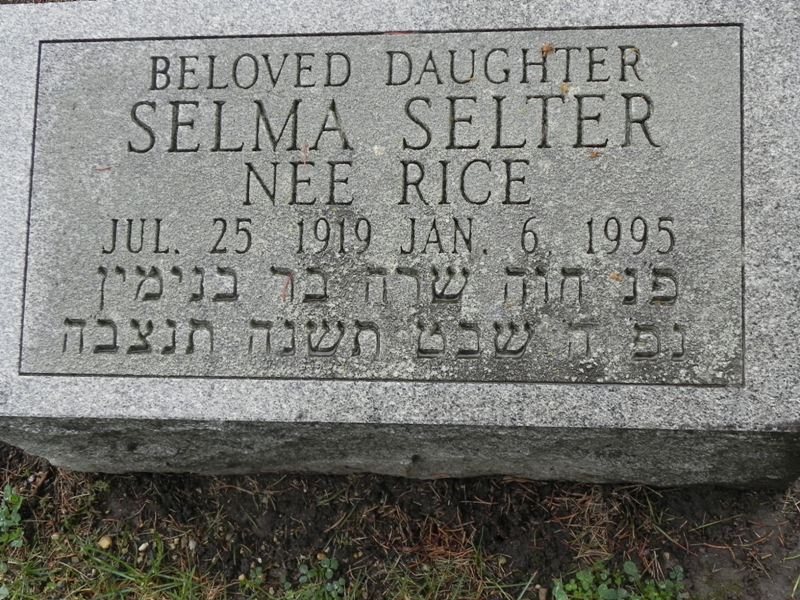 BELOVED DAUGHTER
SELMA SELTER
NEE RICE
JUL. 25 1919 JAN. 6, 1995
פנ חוה שרה בר בנימין
נפ ה שבט תשנה תנצבה